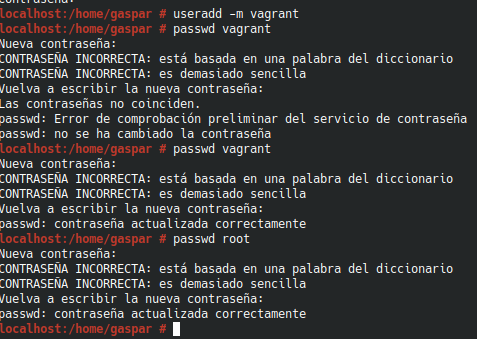 localhost:/home/gaspar # useradd -m vagrant
localhost:/home/gaspar # passwd vagrant
Nueva contraseña:
CONTRASEÑA INCORRECTA: está basada en una palabra del diccionario
CONTRASEÑA INCORRECTA: es demasiado sencilla
Vuelva a escribir la nueva contraseña:
Las contraseñas no coinciden.
passwd: Error de comprobación preliminar del servicio de contraseña
passwd: no se ha cambiado la contraseña
localhost:/home/gaspar # passwd vagrant
Nueva contraseña:
CONTRASEÑA INCORRECTA: está basada en una palabra del diccionario
CONTRASEÑA INCORRECTA: es demasiado sencilla
Vuelva a escribir la nueva contraseña:
passwd: contraseña actualizada correctamente
localhost:/home/gaspar # passwd root
Nueva contraseña:
CONTRASEÑA INCORRECTA: está basada en una palabra del diccionario
CONTRASEÑA INCORRECTA: es demasiado sencilla
Vuelva a escribir la nueva contraseña:
passwd: contraseña actualizada correctamente
localhost:/home/gaspar #